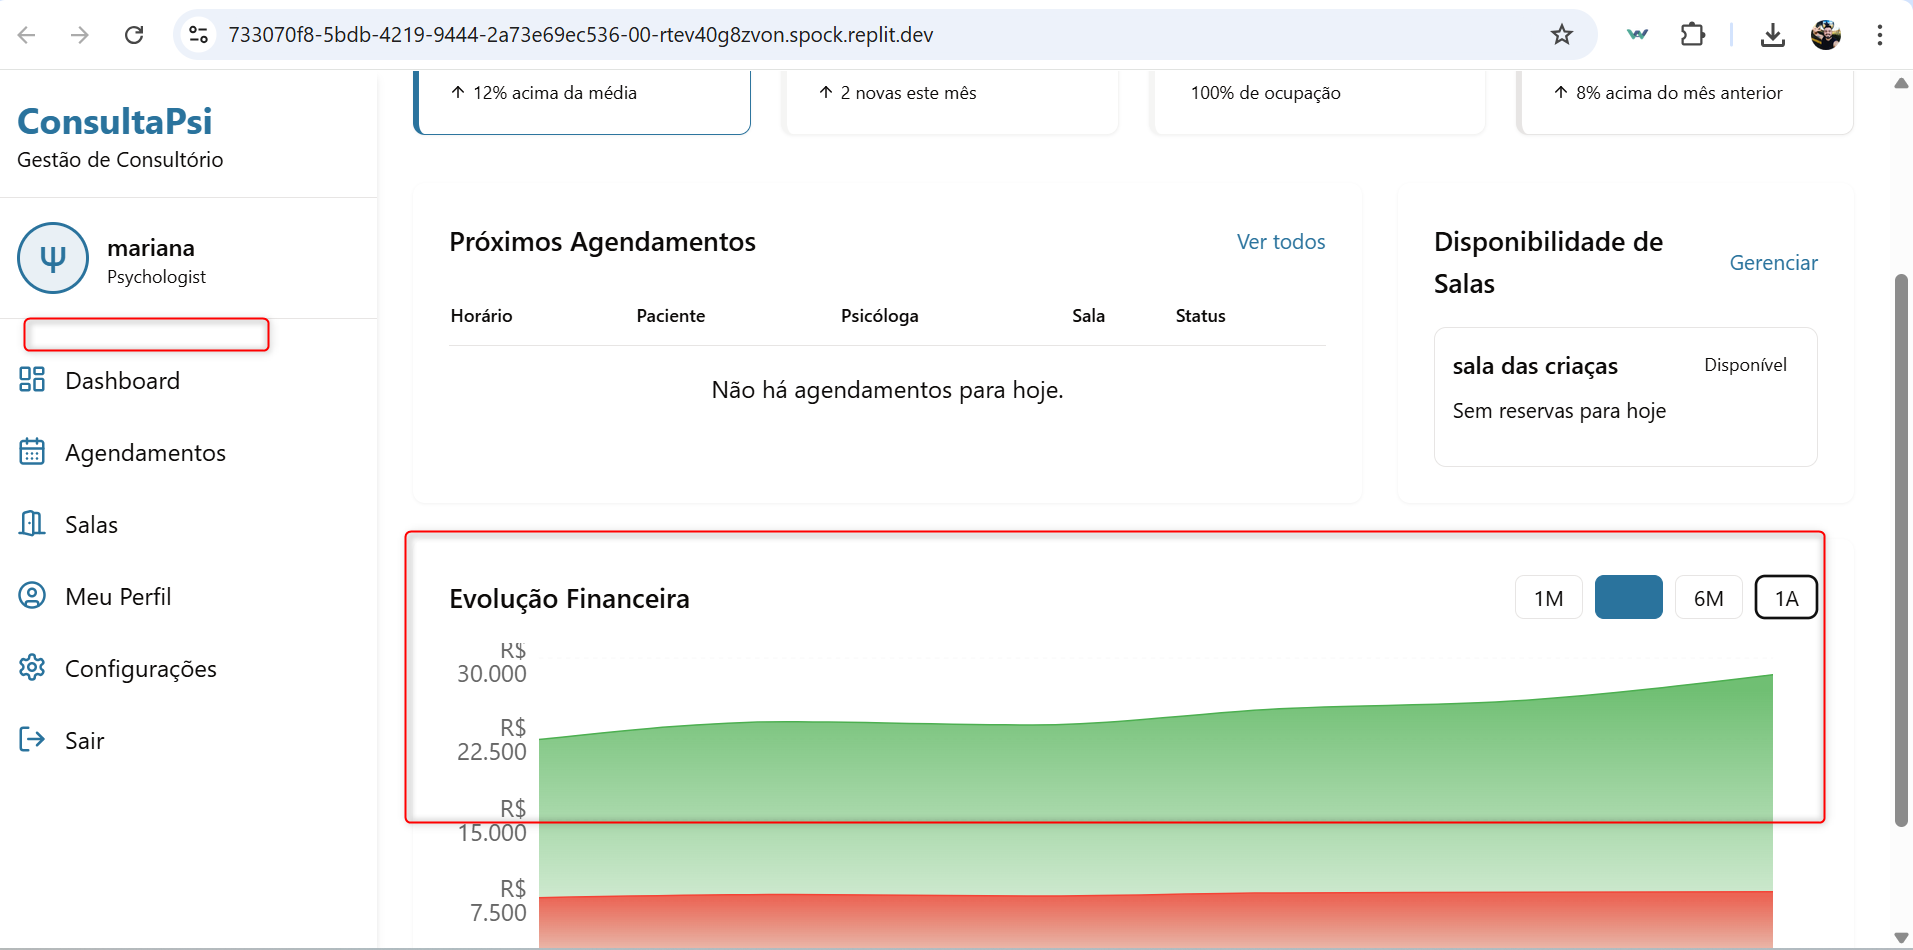 733070f8-5bdb-4219-9444-2a73e69ec536-00-rtev40g8zvon.spock.replit.dev
ConsultaPsi
Gestão de Consultório
Ψ
mariana
Psychologist
Dashboard
Agendamentos
Salas
Meu Perfil
Configurações
Sair
↑ 12% acima da média
↑ 2 novas este mês
100% de ocupação
↑ 8% acima do mês anterior
Próximos Agendamentos
Ver todos
Horário Paciente Psicóloga Sala Status
Não há agendamentos para hoje.
Disponibilidade de
Salas
Gerenciar
sala das criaças
Disponível
Sem reservas para hoje
Evolução Financeira
1M
6M
1A
R$
30.000
R$
22.500
R$
15.000
R$
7.500